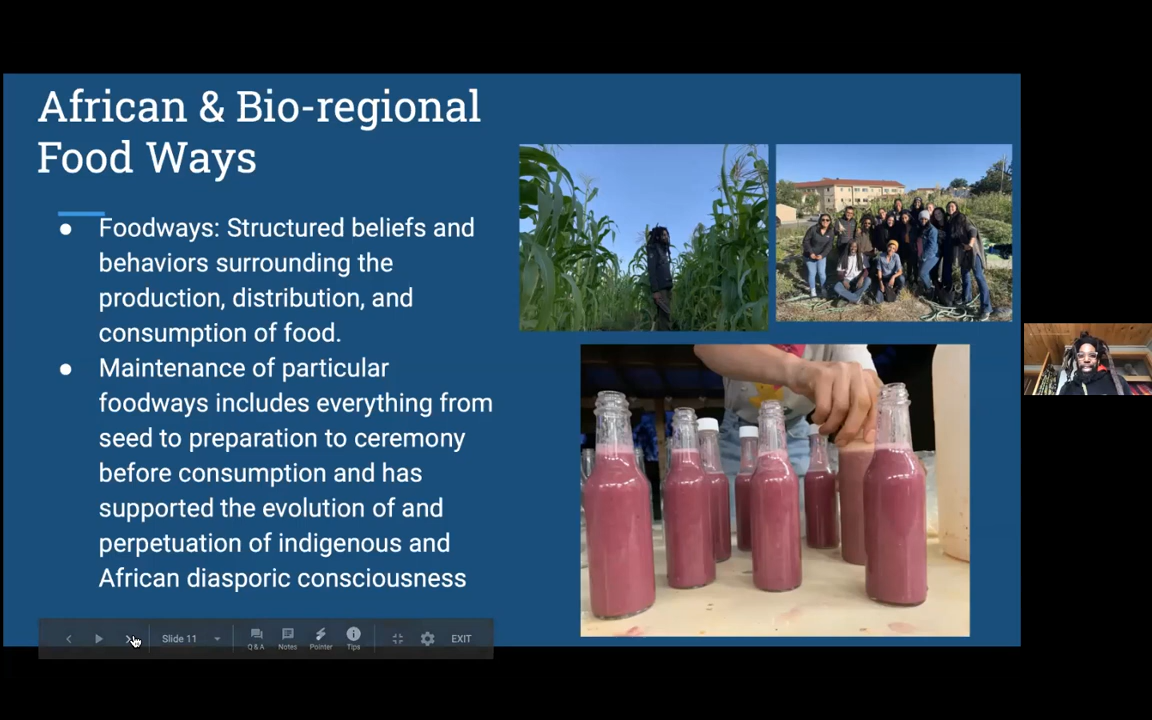 African & Bio-regional
Food Ways
● Foodways: Structured beliefs and
behaviors surrounding the
production, distribution, and
consumption of food.
● Maintenance of particular
foodways includes everything from
seed to preparation to ceremony
before consumption and has
supported the evolution of and
perpetuation of indigenous and
African diasporic consciousness
Slide 11
Q & A
Notes
Pointer
Tips
EXIT